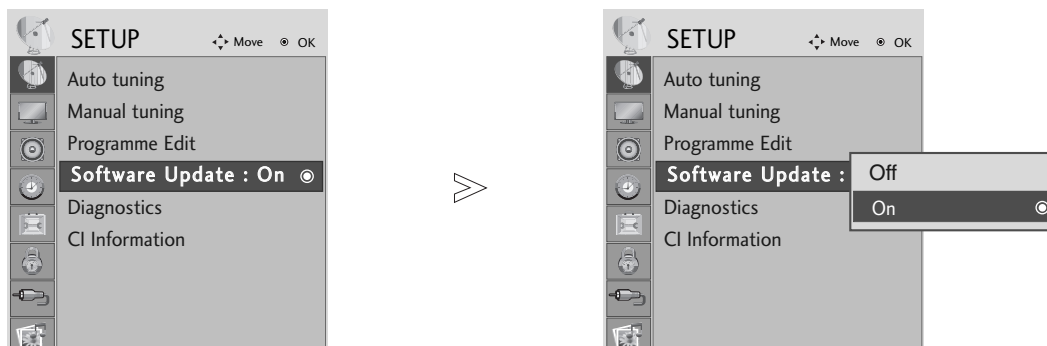 SETUP Move OK
Auto tuning
Manual tuning
Programme Edit
Software Update : On
Diagnostics
CI Information
SETUP Move OK
Auto tuning
Manual tuning
Programme Edit
Software Update :
Diagnostics
CI Information
Off
On